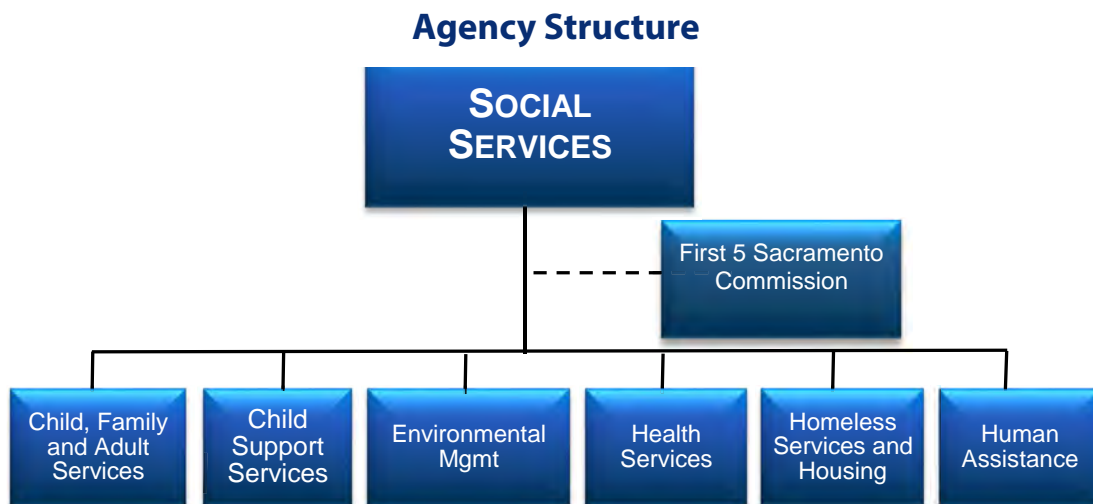 Agency Structure
SOCIAL
SERVICES
First 5 Sacramento
Commission
Child, Family
and Adult
Services
Child
Support
Services
Environmental
Mgmt
Health
Services
Homeless
Services and
Housing
Human
Assistance